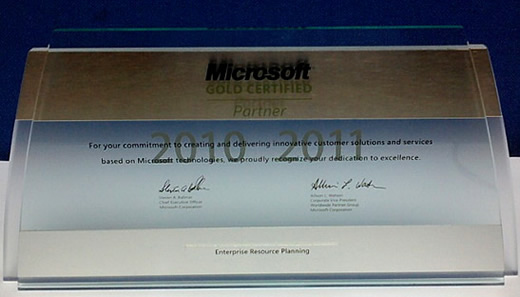 Microsoft
GOLD CERTIFIED
Partner
2010 2011
For your commitment to creating and delivering innovative customer solutions and services
based on Microsoft technologies, we proudly recognize your dedication to excellence.
Steven A. Ballmer
Chief Executive Officer
Microsoft Corporation
Allison L. Watson
Corporate Vice President
Worldwide Partner Group
Microsoft Corporation
Enterprise Resource Planning